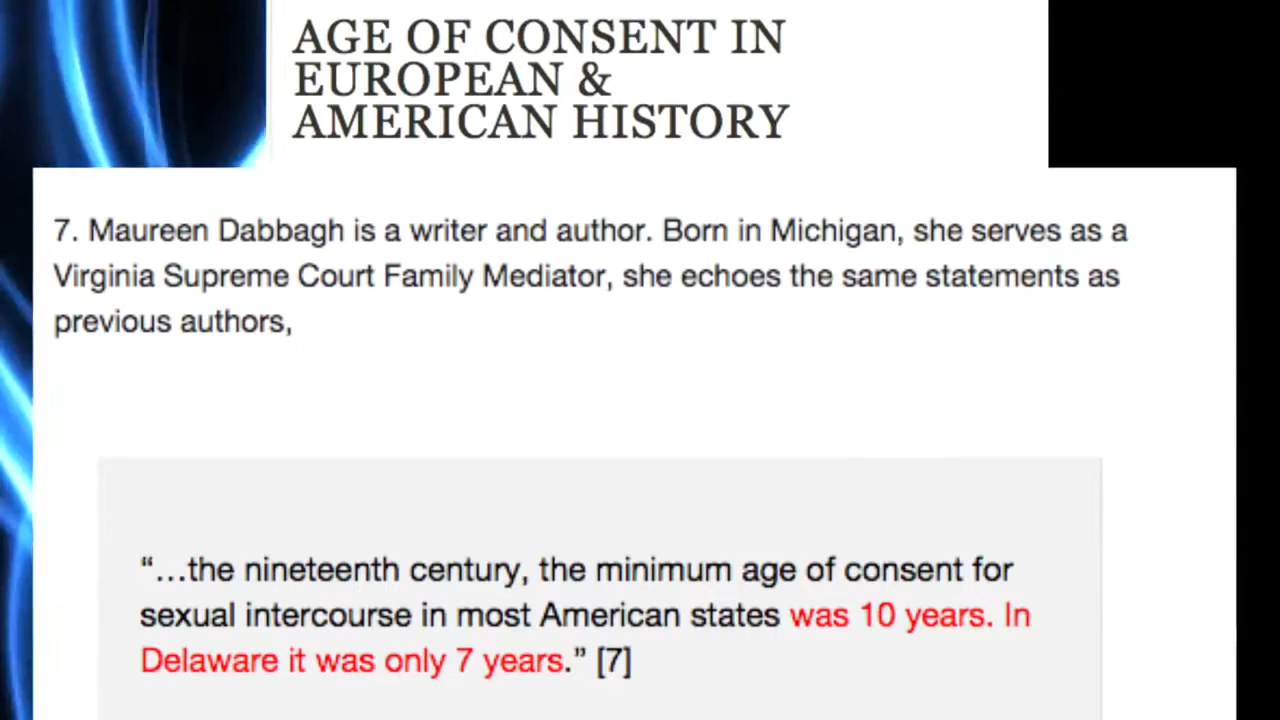 AGE OF CONSENT IN
EUROPEAN &
AMERICAN HISTORY
7. Maureen Dabbagh is a writer and author. Born in Michigan, she serves as a
Virginia Supreme Court Family Mediator, she echoes the same statements as
previous authors,
“…the nineteenth century, the minimum age of consent for
sexual intercourse in most American states was 10 years. In
Delaware it was only 7 years.” [7]